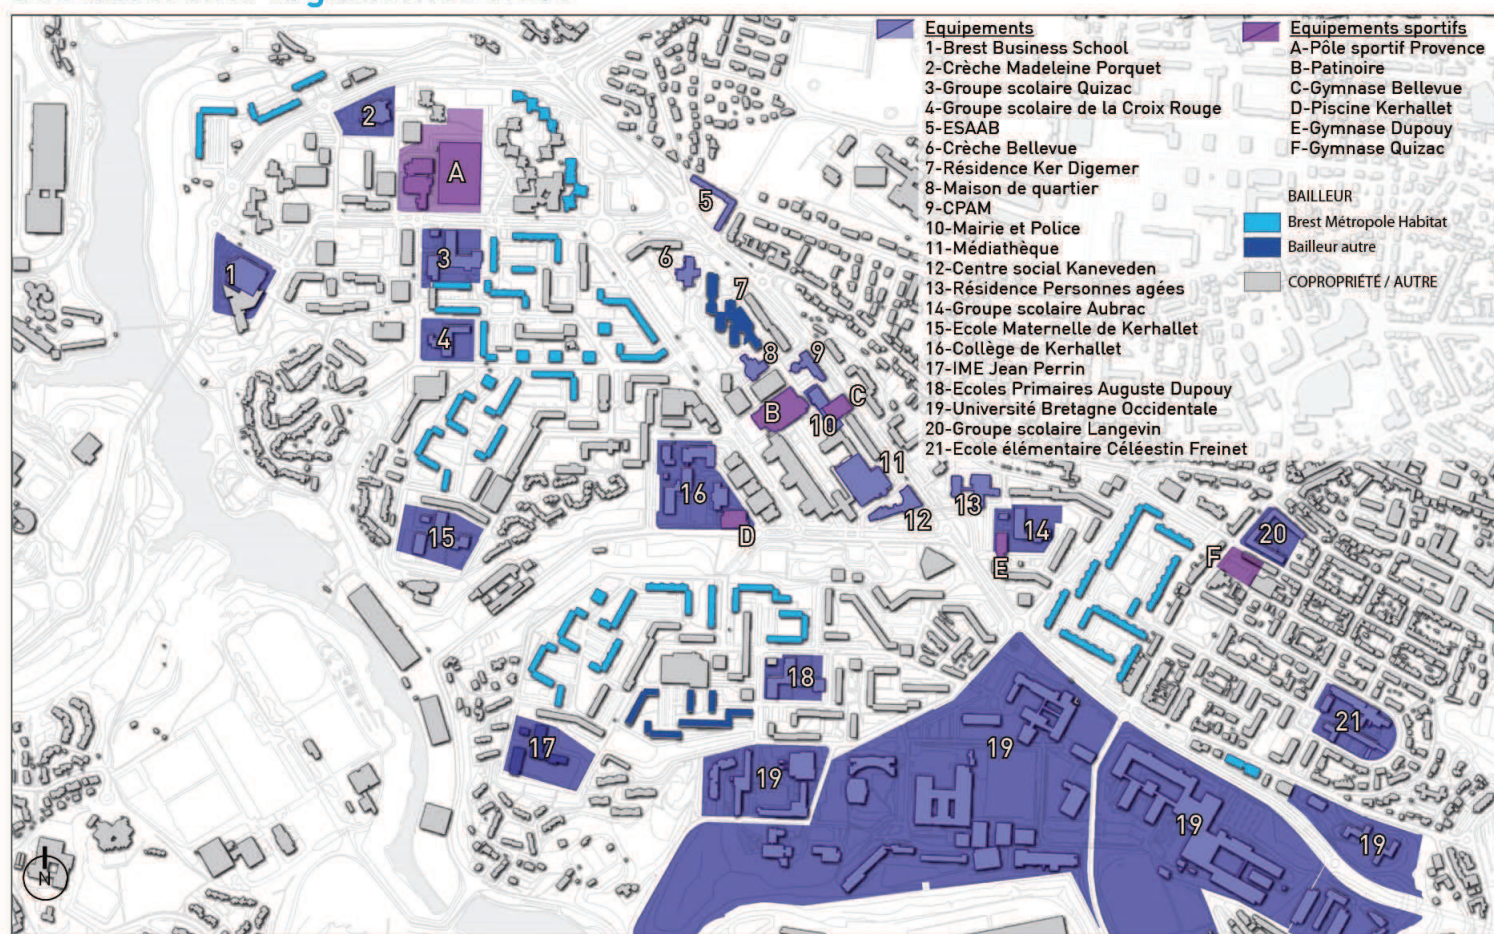 Equipements
1-Brest Business School
2-Crèche Madeleine Porquet
3-Groupe scolaire Quizac
4-Groupe scolaire de la Croix Rouge
5-ESAAB
6-Crèche Bellevue
7-Résidence Ker Digemer
8-Maison de quartier
9-CPAM
10-Mairie et Police
11-Médiathèque
12-Centre social Kaneveden
13-Résidence Personnes agées
14-Groupe scolaire Aubrac
15-Ecole Maternelle de Kerhallet
16-Collège de Kerhallet
17-IME Jean Perrin
18-Ecoles Primaires Auguste Dupouy
19-Université Bretagne Occidentale
20-Groupe scolaire Langevin
21-Ecole élémentaire Céléestin Freinet
Equipements sportifs
A-Pôle sportif Provence
B-Patinoire
C-Gymnase Bellevue
D-Piscine Kerhallet
E-Gymnase Dupouy
F-Gymnase Quizac
BAILLEUR
Brest Métropole Habitat
Bailleur autre
COPROPRIÉTÉ / AUTRE
2
A
5
1
3
6
7
4
8
9
B
C
10
11
16
12
13
D
15
14
E
20
F
18
17
19
19
21
19
19
N